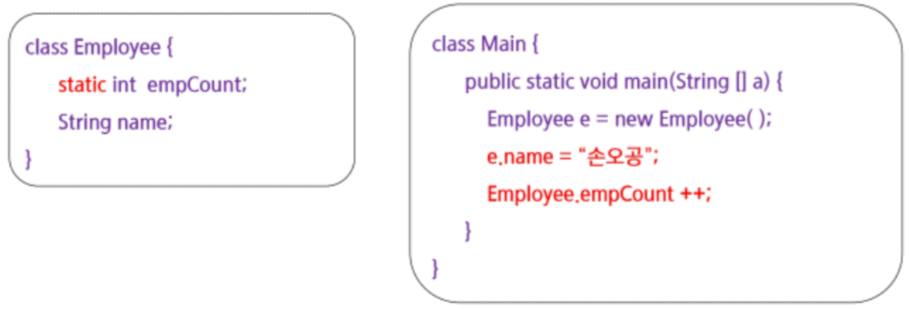 class Employee {
static int empCount;
String name;
}
class Main {
public static void main(String [] a) {
Employee e = new Employee( );
e.name = “손오공”;
Employee.empCount ++;
}
}